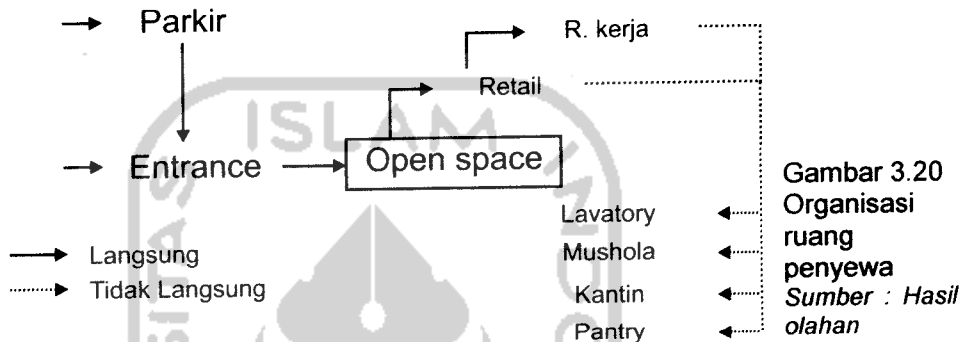 Parkir
R. kerja
Retail
ISLAM
Entrance
Open space
Gambar 3.20
Organisasi
ruang
penyewa
Sumber : Hasil
olahan
Lavatory
Mushola
Kantin
Pantry
Langsung
Tidak Langsung